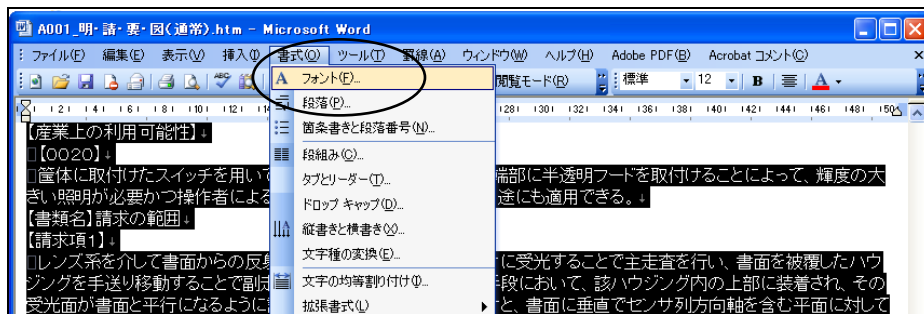 A001_明・請・要・図(通常).htm - Microsoft Word
ファイル(F) 編集(E) 表示(V) 挿入(I) 書式(O) ツール(T) 罫線(A) ウィンドウ(W) ヘルプ(H) Adobe PDF(B) Acrobat コメント(C)
閲覧モード(R) 標準 12 B A
フォント(F)...
段落(P)...
箇条書きと段落番号(N)...
段組み(C)...
タブとリーダー(T)...
ドロップ キャップ(D)...
縦書きと横書き(X)...
文字種の変換(E)...
文字の均等割り付け(I)...
拡張書式(L)
【産業上の利用可能性】↓
□【0020】↓
□筐体に取付けたスイッチを用いて 端部に半透明フードを取付けることによって、輝度の大
きい照明が必要かつ操作者による 途にも適用できる。↓
【書類名】請求の範囲↓
【請求項1】↓
□レンズ系を介して書面からの反射 に受光することで主走査を行い、書面を被覆したハウ
ジングを手送り移動することで副走 手段において、該ハウジング内の上部に装着され、その
受光面が書面と平行になるように と、書面に垂直でセンサ列方向軸を含む平面に対して